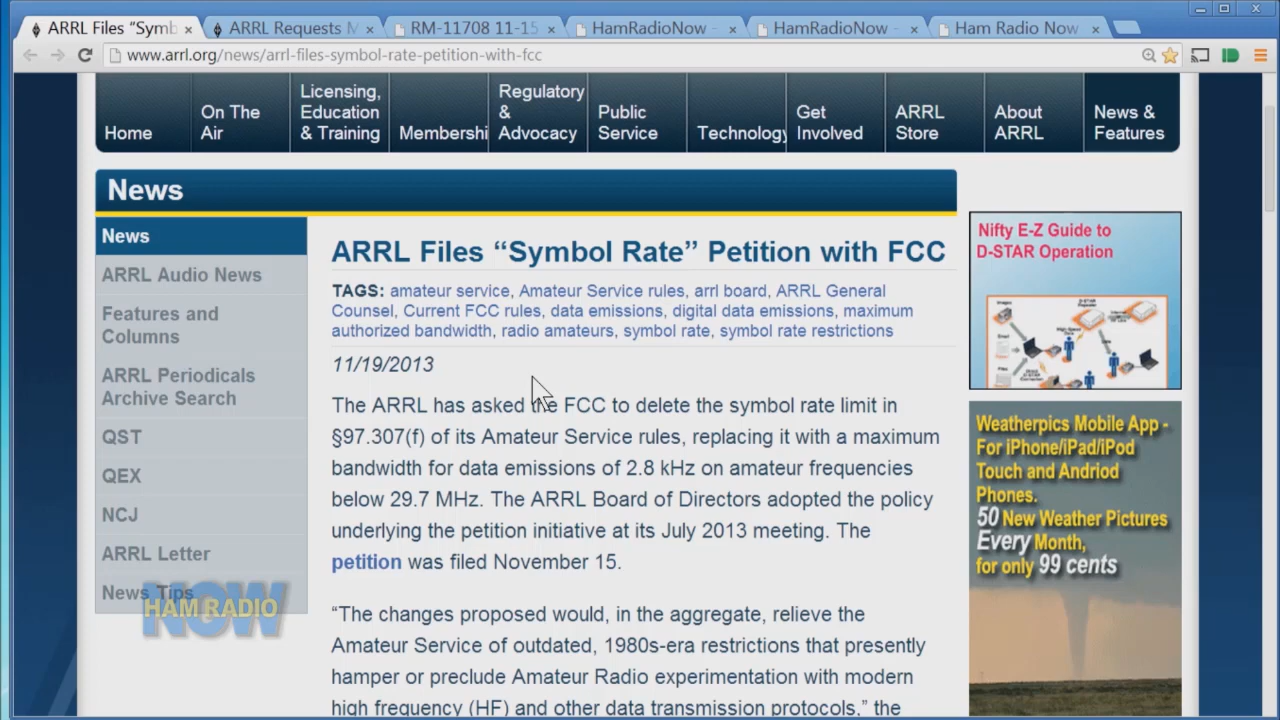 ARRL Files “Symb
ARRL Requests M
RM-11708 11-15
HamRadioNow -
HamRadioNow -
Ham Radio Now
www.arrl.org/news/arrl-files-symbol-rate-petition-with-fcc
Home
On The
Air
Licensing,
Education
& Training
Membershi
Regulatory
&
Advocacy
Public
Service
Technology
Get
Involved
ARRL
Store
About
ARRL
News &
Features
News
News
ARRL Audio News
Features and
Columns
ARRL Periodicals
Archive Search
QST
QEX
NCJ
ARRL Letter
News Tips
NOW
HAM RADIO
ARRL Files “Symbol Rate” Petition with FCC
TAGS: amateur service, Amateur Service rules, arrl board, ARRL General
Counsel, Current FCC rules, data emissions, digital data emissions, maximum
authorized bandwidth, radio amateurs, symbol rate, symbol rate restrictions
11/19/2013
The ARRL has asked the FCC to delete the symbol rate limit in
§97.307(f) of its Amateur Service rules, replacing it with a maximum
bandwidth for data emissions of 2.8 kHz on amateur frequencies
below 29.7 MHz. The ARRL Board of Directors adopted the policy
underlying the petition initiative at its July 2013 meeting. The
petition was filed November 15.
“The changes proposed would, in the aggregate, relieve the
Amateur Service of outdated, 1980s-era restrictions that presently
hamper or preclude Amateur Radio experimentation with modern
high frequency (HF) and other data transmission protocols,” the
Nifty E-Z Guide to
D-STAR Operation
Weatherpics Mobile App -
For iPhone/iPad/iPod
Touch and Andriod
Phones.
50 New Weather Pictures
Every Month,
for only 99 cents